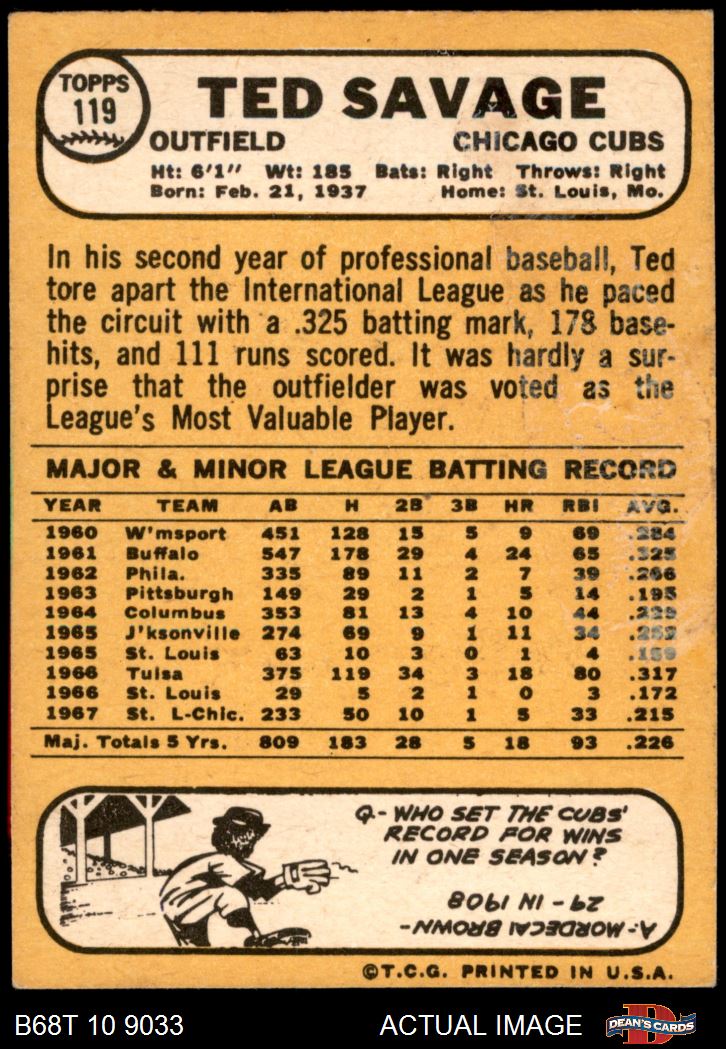 TOPPS
119
TED SAVAGE
OUTFIELD CHICAGO CUBS
Ht: 6'1" Wt: 185 Bats: Right Throws: Right
Born: Feb. 21, 1937 Home: St. Louis, Mo.
In his second year of professional baseball, Ted
tore apart the International League as he paced
the circuit with a .325 batting mark, 178 base-
hits, and 111 runs scored. It was hardly a sur-
prise that the outfielder was voted as the
League's Most Valuable Player.
MAJOR & MINOR LEAGUE BATTING RECORD
YEAR TEAM AB H 2B 3B HR RBI AVG.
1960 W'msport 451 128 15 5 9 69 .284
1961 Buffalo 547 178 29 4 24 65 .325
1962 Phila. 335 89 11 2 7 39 .266
1963 Pittsburgh 149 29 2 1 5 14 .195
1964 Columbus 353 81 13 4 10 44 .229
1965 J'ksonville 274 69 9 1 11 34 .252
1965 St. Louis 63 10 3 0 1 4 .159
1966 Tulsa 375 119 34 3 18 80 .317
1966 St. Louis 29 5 2 1 0 3 .172
1967 St. L-Chic. 233 50 10 1 5 33 .215
Maj. Totals 5 Yrs. 809 183 28 5 18 93 .226
Q.- WHO SET THE CUBS'
RECORD FOR WINS
IN ONE SEASON?
A- MORDECAI BROWN -
29 - IN 1908
©T.C.G. PRINTED IN U.S.A.
B68T 10 9033 ACTUAL IMAGE DEAN'S CARDS